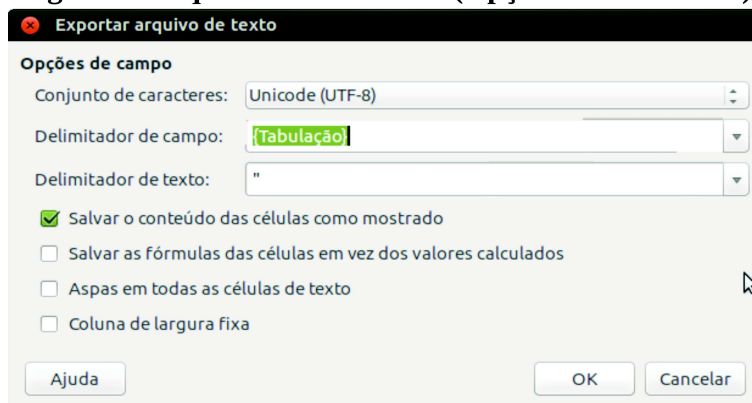 Exportar arquivo de texto
Opções de campo
Conjunto de caracteres: Unicode (UTF-8)
Delimitador de campo: {Tabulação}
Delimitador de texto: "
Salvar o conteúdo das células como mostrado
Salvar as fórmulas das células em vez dos valores calculados
Aspas em todas as células de texto
Coluna de largura fixa
Ajuda OK Cancelar